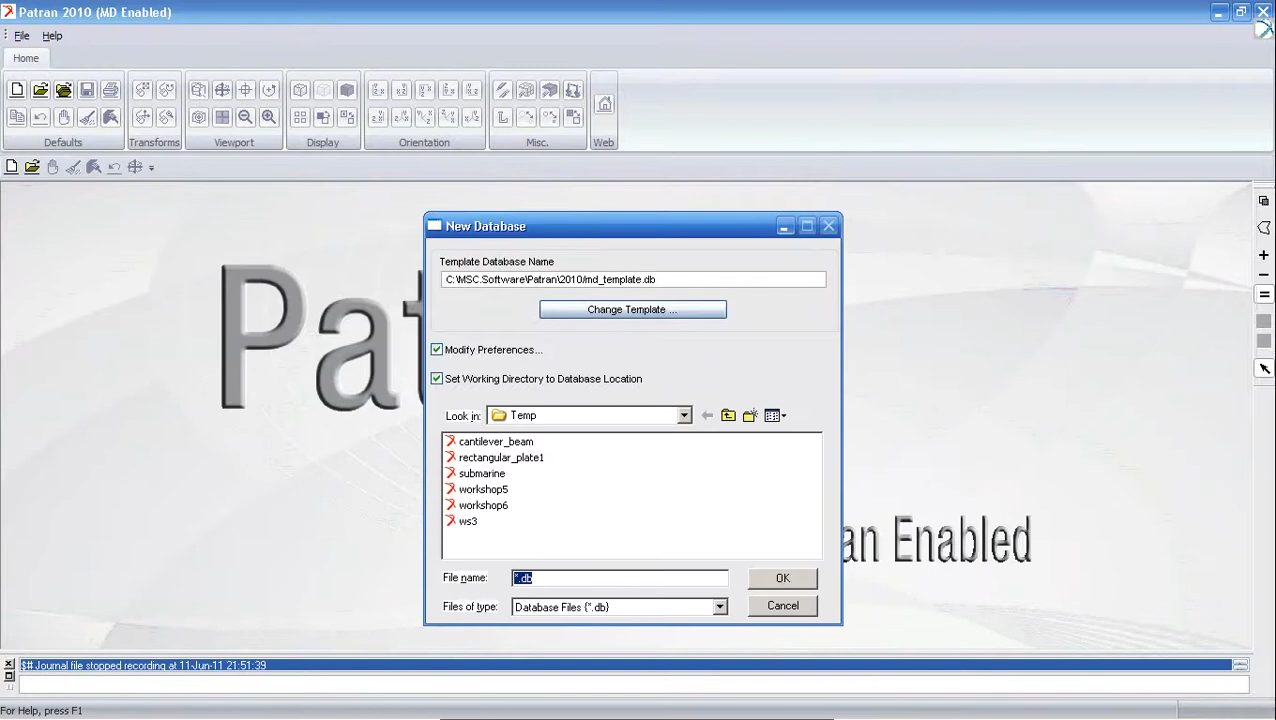 Patran 2010 (MD Enabled)
File Help
Home
Defaults Transforms Viewport Display Orientation Misc. Web
Pat
an Enabled
New Database
Template Database Name
C:\MSC.Software\Patran\2010/md_template.db
Change Template ...
Modify Preferences...
Set Working Directory to Database Location
Look in: Temp
cantilever_beam
rectangular_plate1
submarine
workshop5
workshop6
ws3
File name: *.db OK
Files of type: Database Files (*.db) Cancel
$# Journal file stopped recording at 11-Jun-11 21:51:39
For Help, press F1